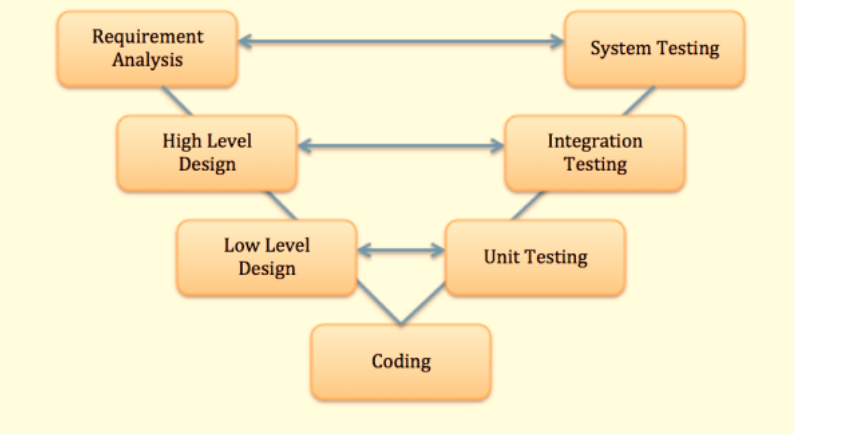 Requirement
Analysis
System Testing
High Level
Design
Integration
Testing
Low Level
Design
Unit Testing
Coding